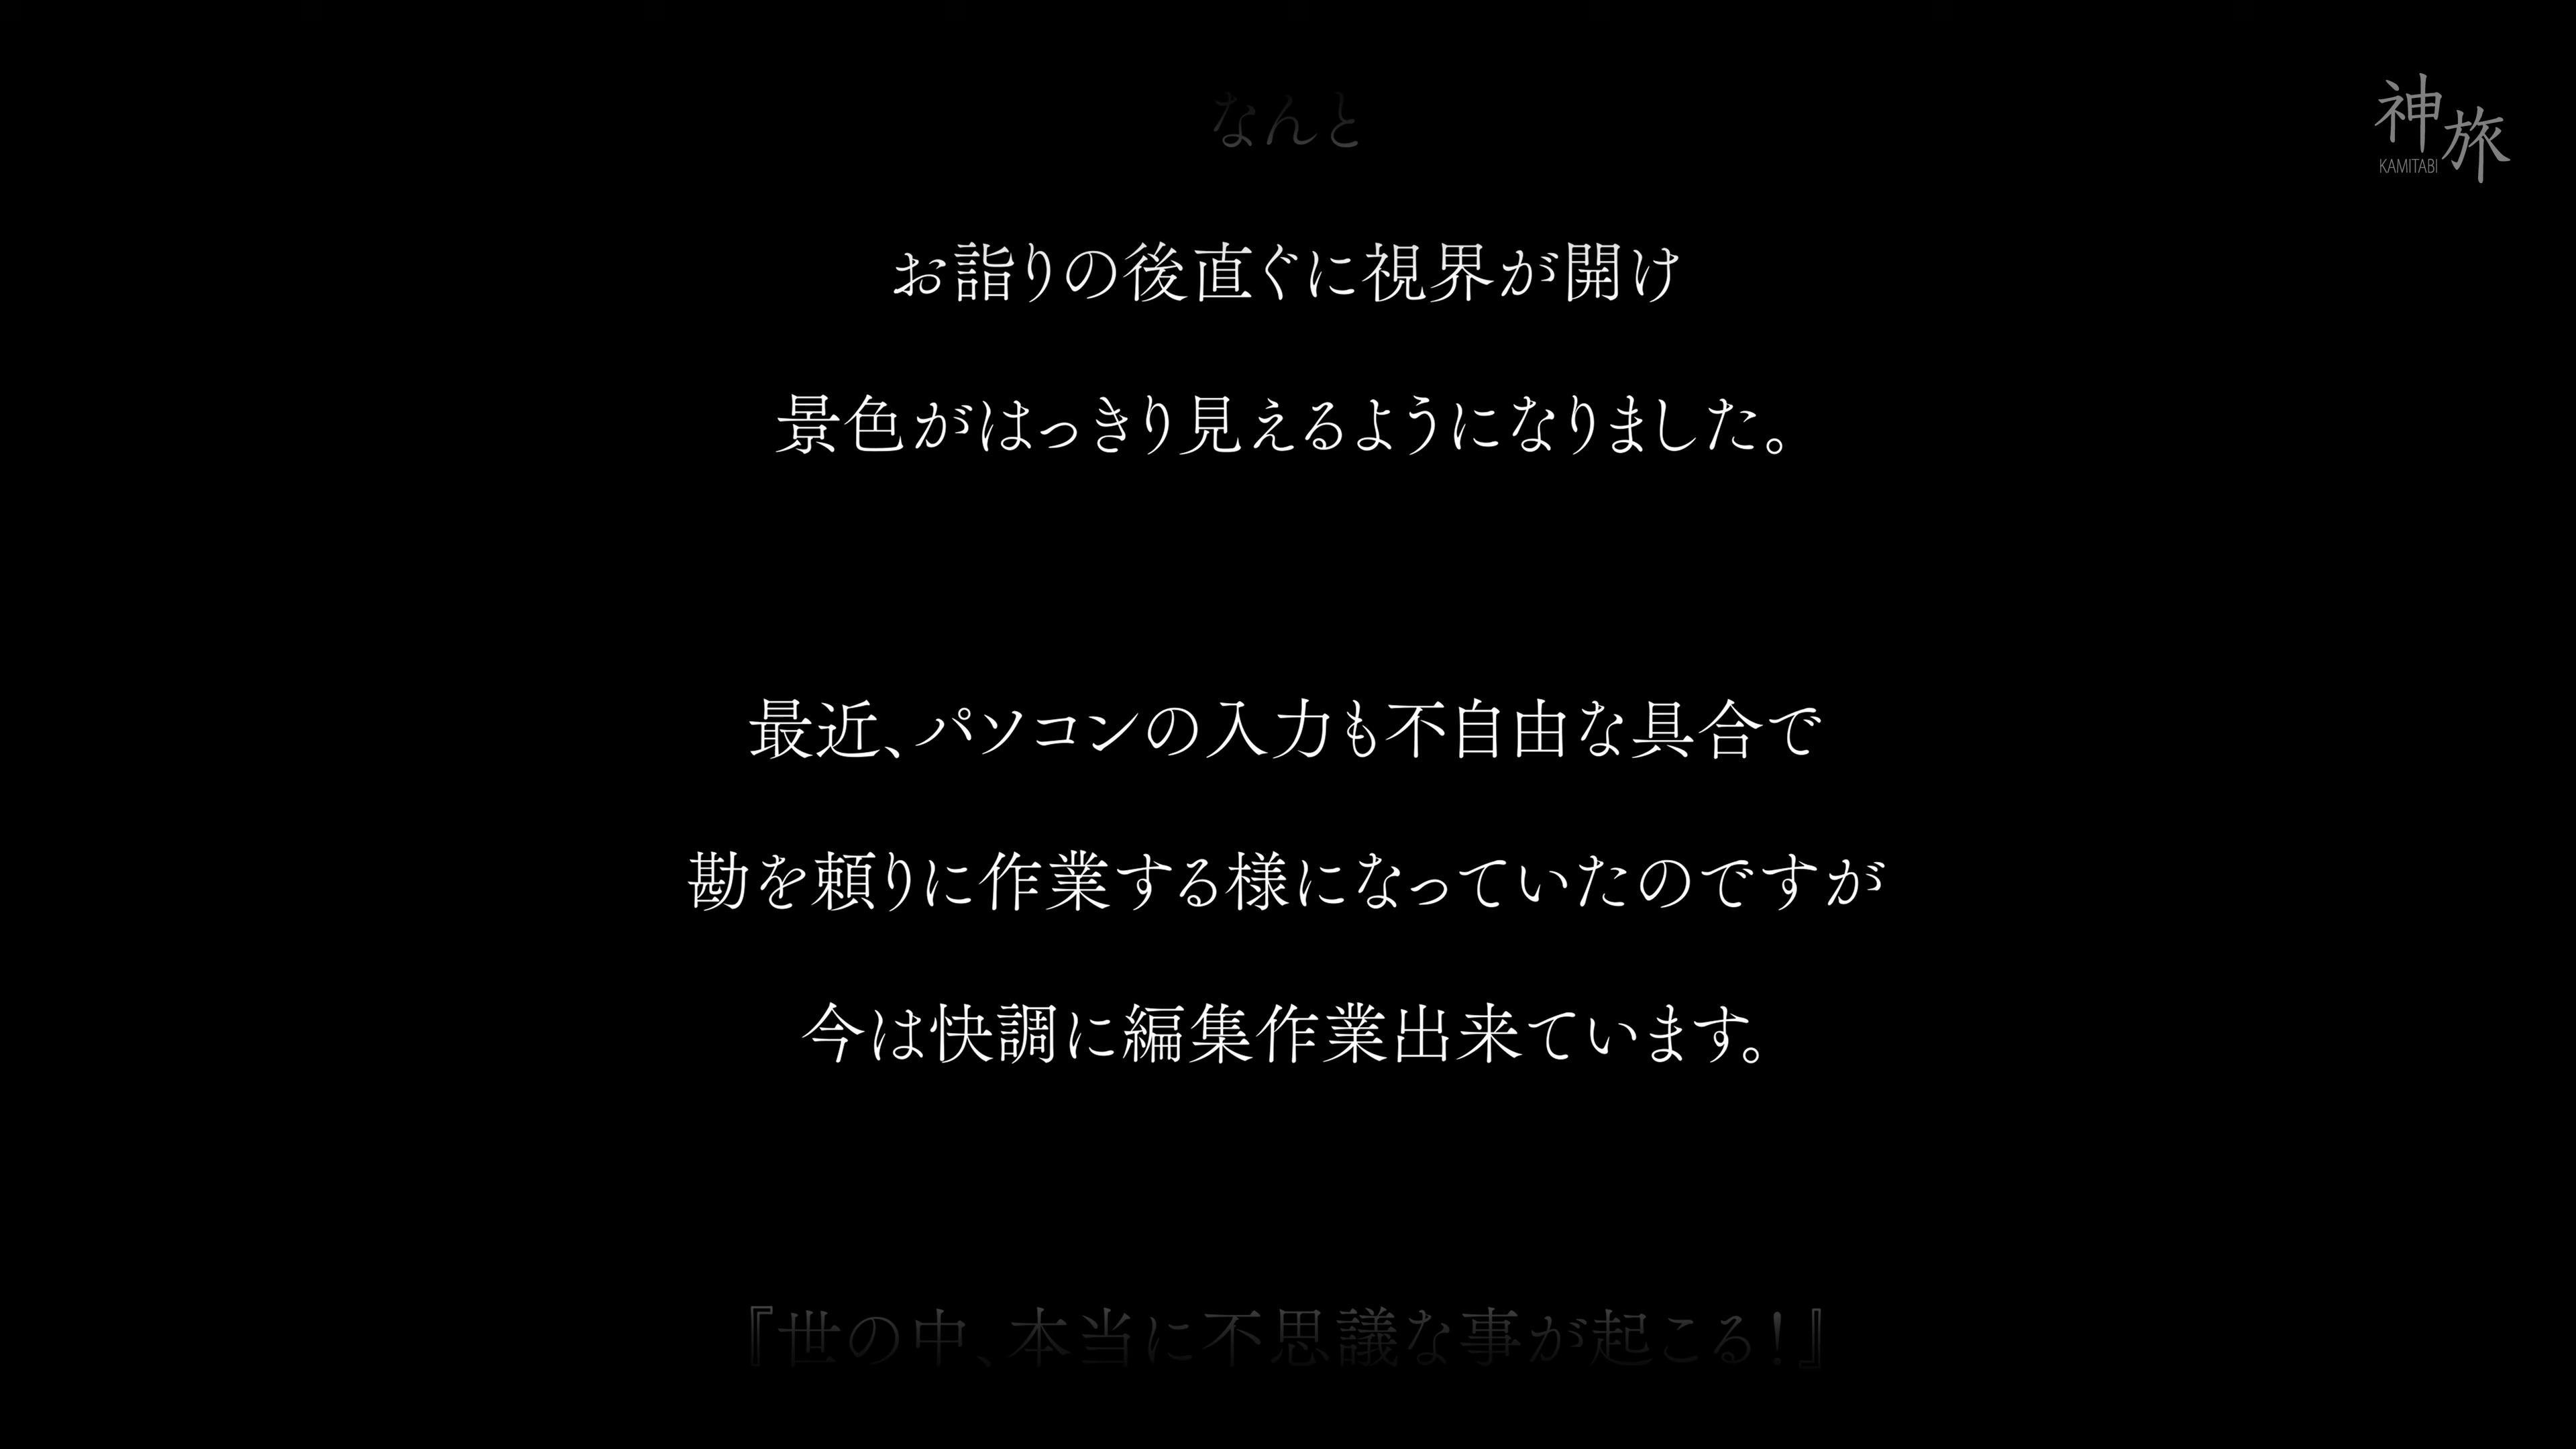 なんと
神旅
KAMITABI
お詣りの後直ぐに視界が開け
景色がはっきり見えるようになりました。
最近、パソコンの入力も不自由な具合で
勘を頼りに作業する様になっていたのですが
今は快調に編集作業出来ています。
『世の中、本当に不思議な事が起こる！』